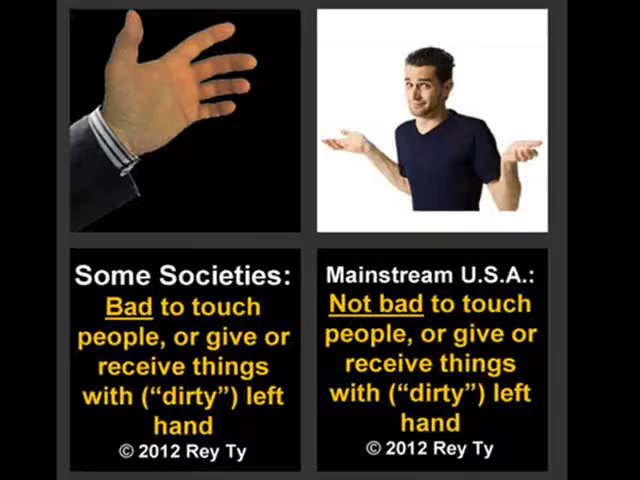 Some Societies:
Bad to touch
people, or give or
receive things
with (“dirty”) left
hand
© 2012 Rey Ty
Mainstream U.S.A.:
Not bad to touch
people, or give or
receive things
with (“dirty”) left
hand
© 2012 Rey Ty